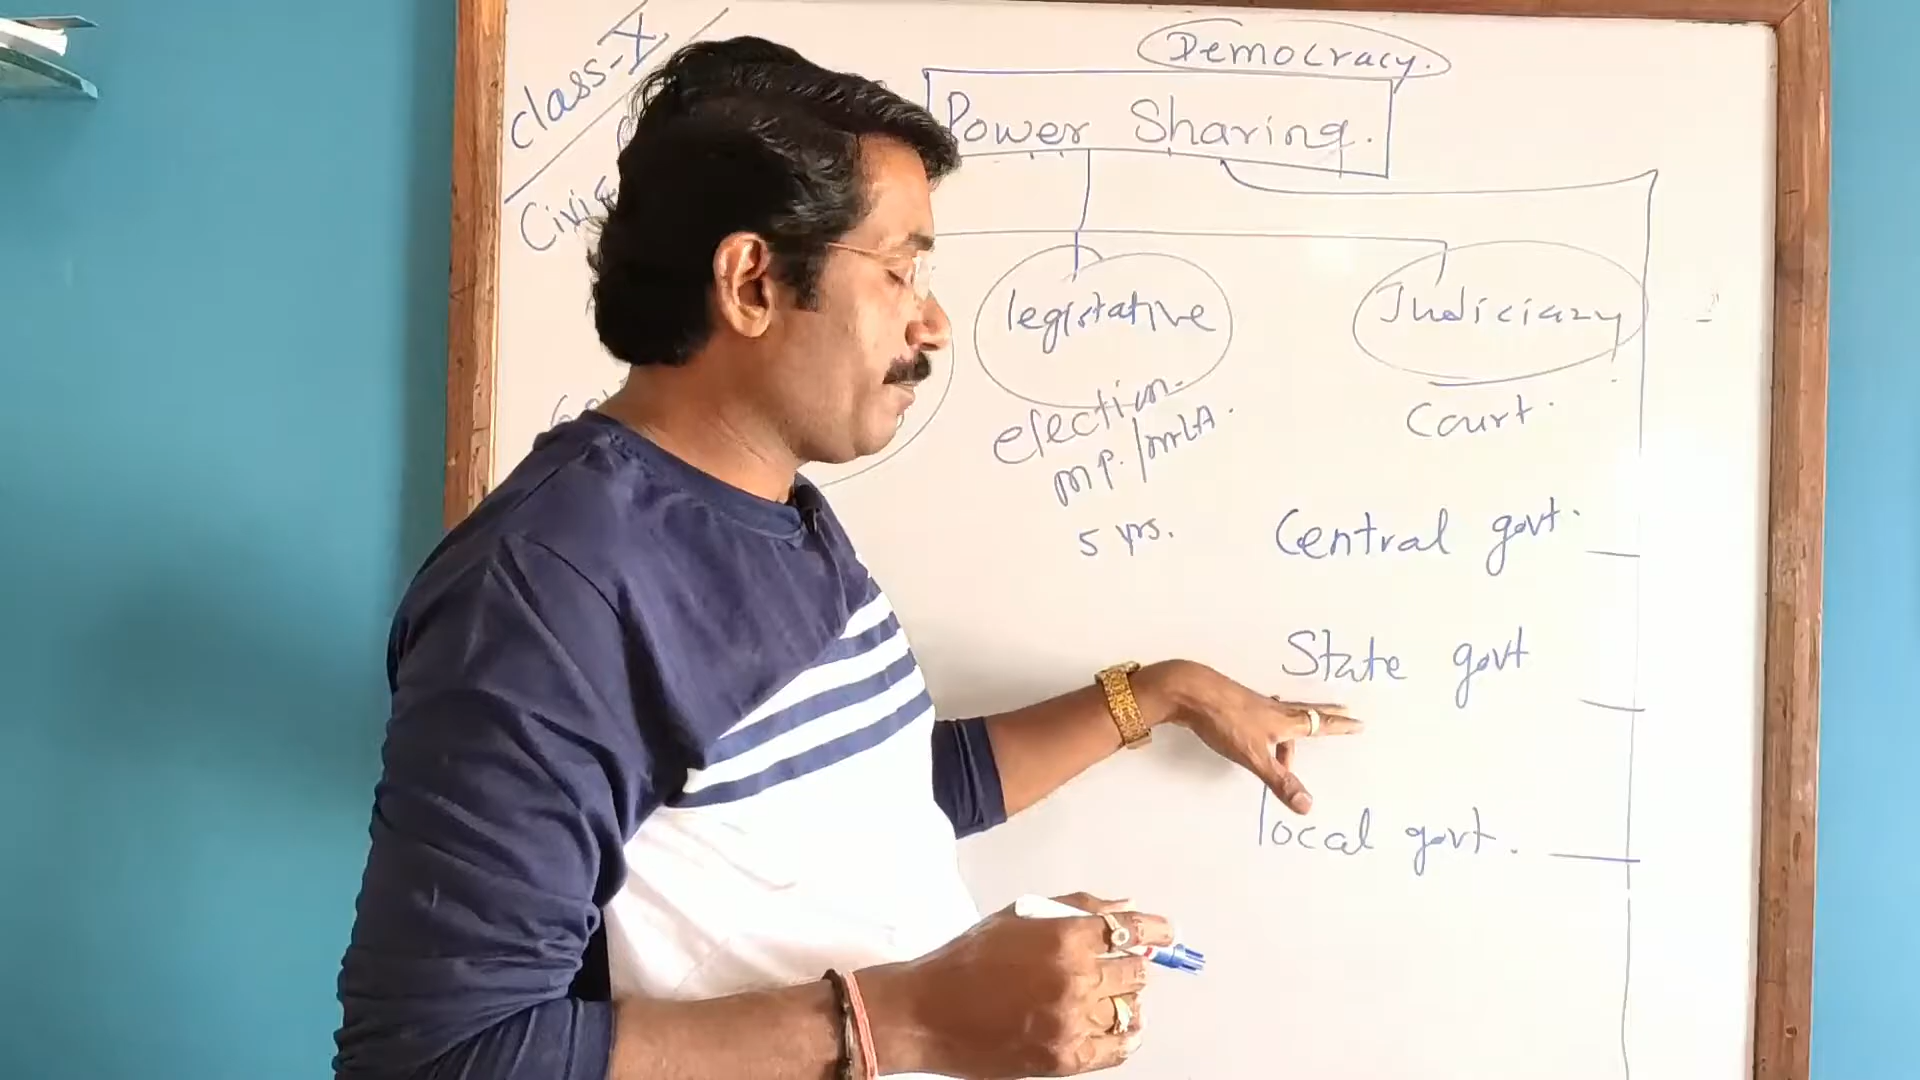 Democracy.
class-X
Power Sharing.
legistative
Judiciary
election-
MP./MLA.
5 yrs.
Court.
Central govt.
State govt
local govt.